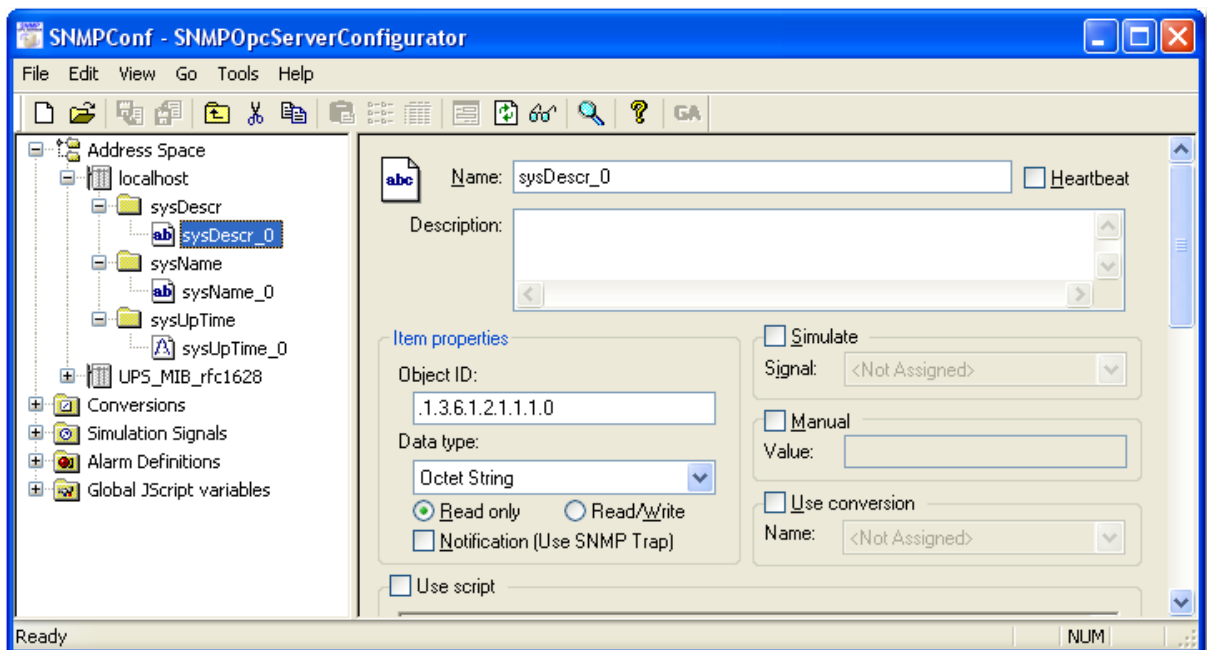 SNMPConf - SNMPOpcServerConfigurator
File Edit View Go Tools Help
GA
Address Space
localhost
sysDescr
ab sysDescr_0
sysName
ab sysName_0
sysUpTime
A sysUpTime_0
UPS_MIB_rfc1628
Conversions
Simulation Signals
Alarm Definitions
Global JScript variables
abc Name: sysDescr_0 Heartbeat
Description:
Item properties
Object ID:
.1.3.6.1.2.1.1.1.0
Data type:
Octet String
Read only Read/Write
Notification (Use SNMP Trap)
Simulate
Signal: <Not Assigned>
Manual
Value:
Use conversion
Name: <Not Assigned>
Use script
Ready NUM